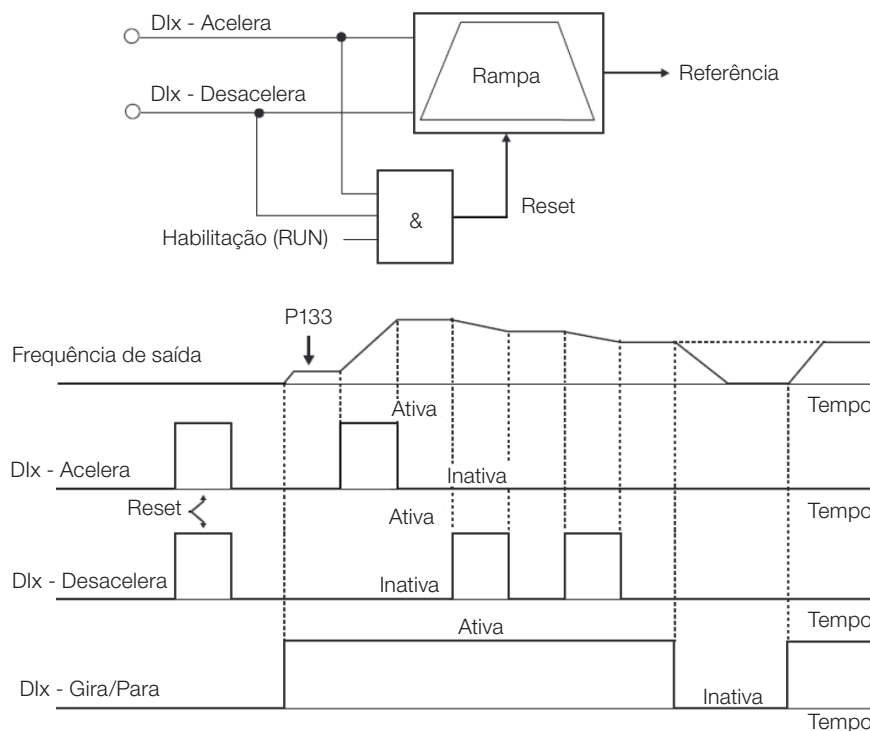 DIx - Acelera
Rampa
Referência
DIx - Desacelera
&
Reset
Habilitação (RUN)
P133
Frequência de saída
Tempo
Ativa
DIx - Acelera
Inativa
Tempo
Reset
Ativa
DIx - Desacelera
Inativa
Tempo
Ativa
DIx - Gira/Para
Inativa
Tempo